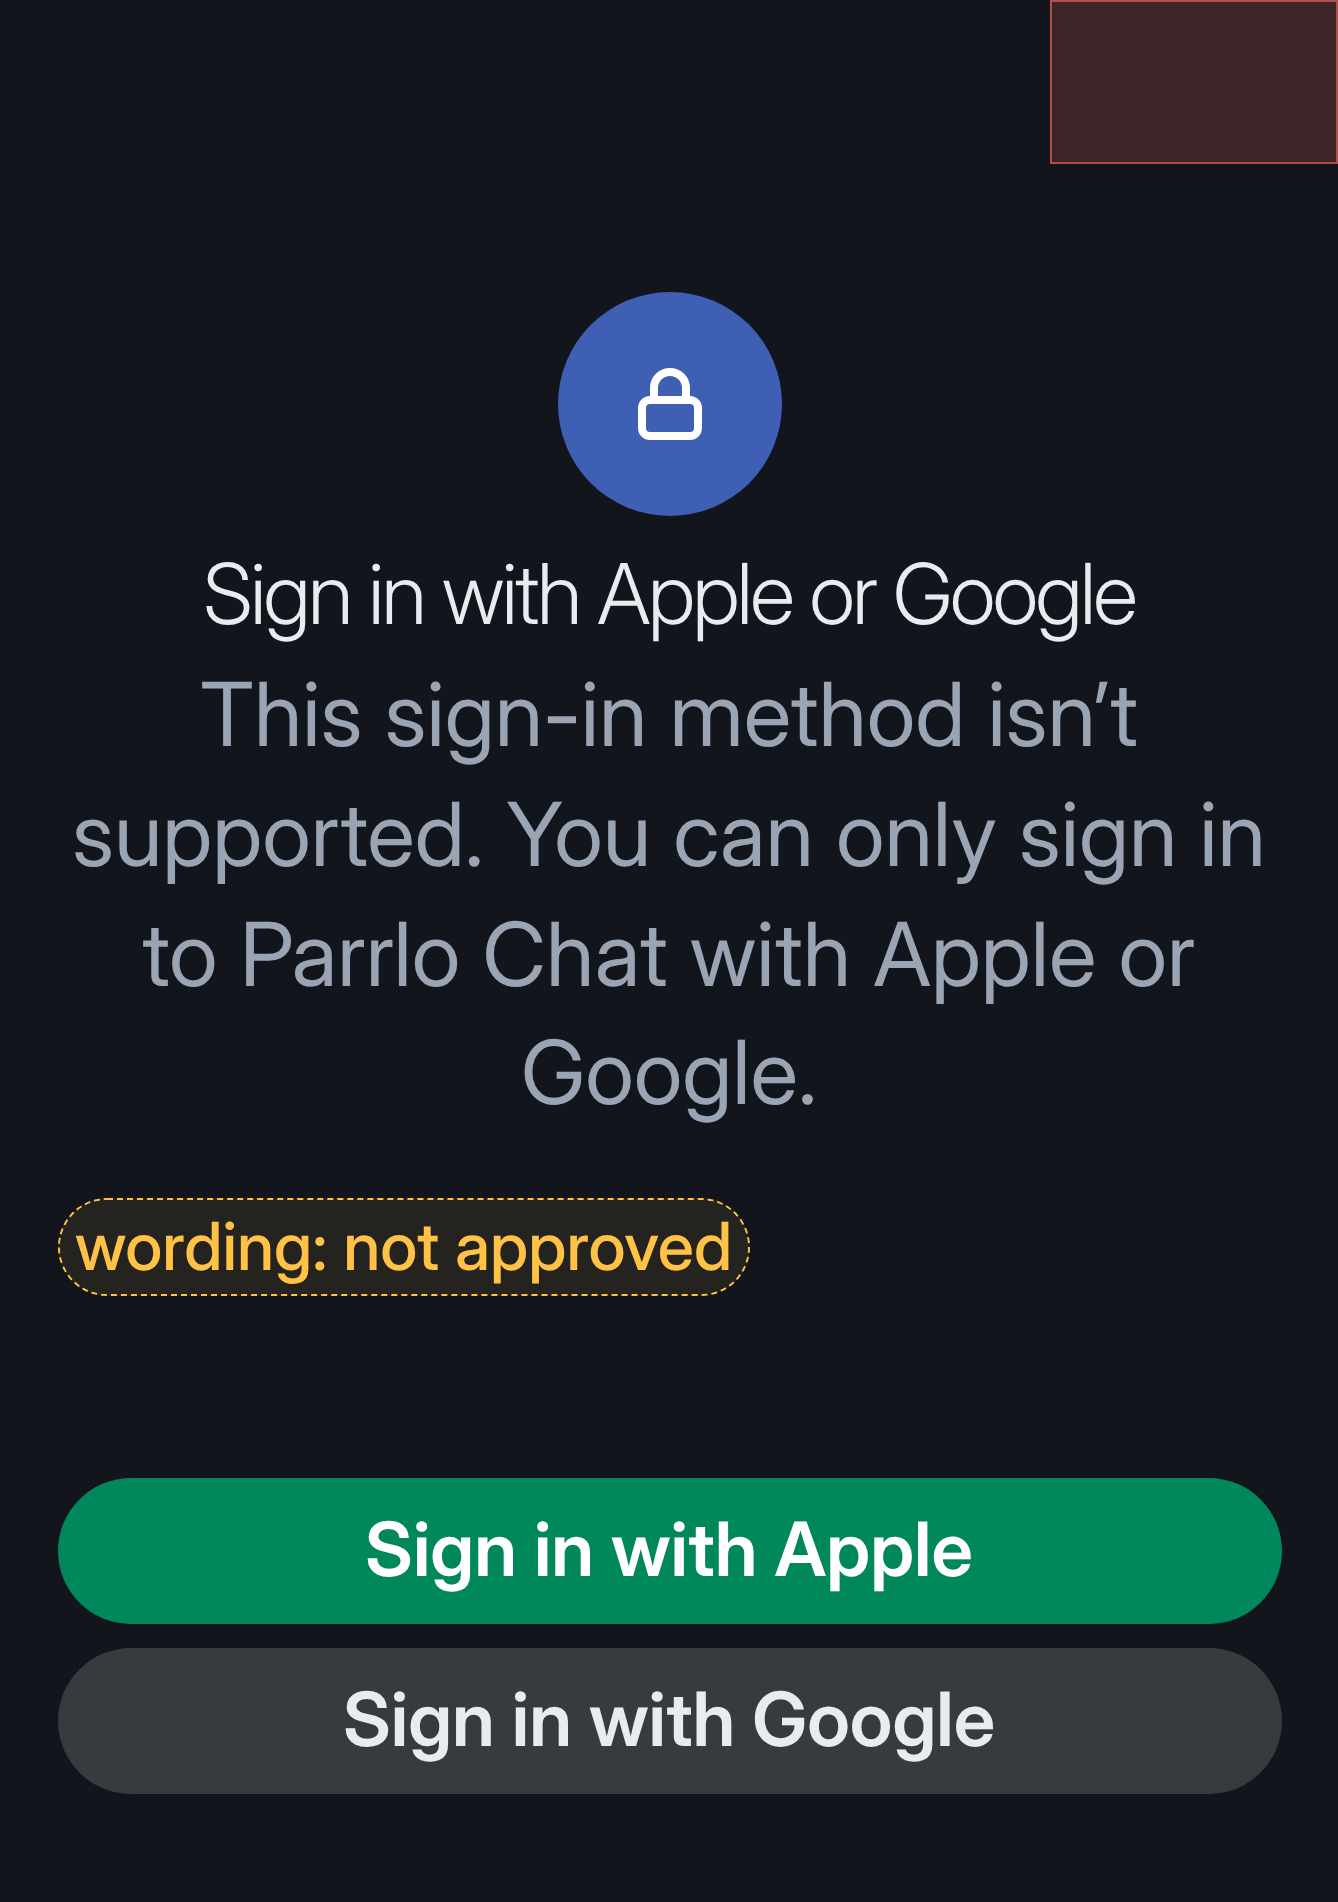 Sign in with Apple or Google
This sign-in method isn’t
supported. You can only sign in
to Parrlo Chat with Apple or
Google.
wording: not approved
Sign in with Apple
Sign in with Google